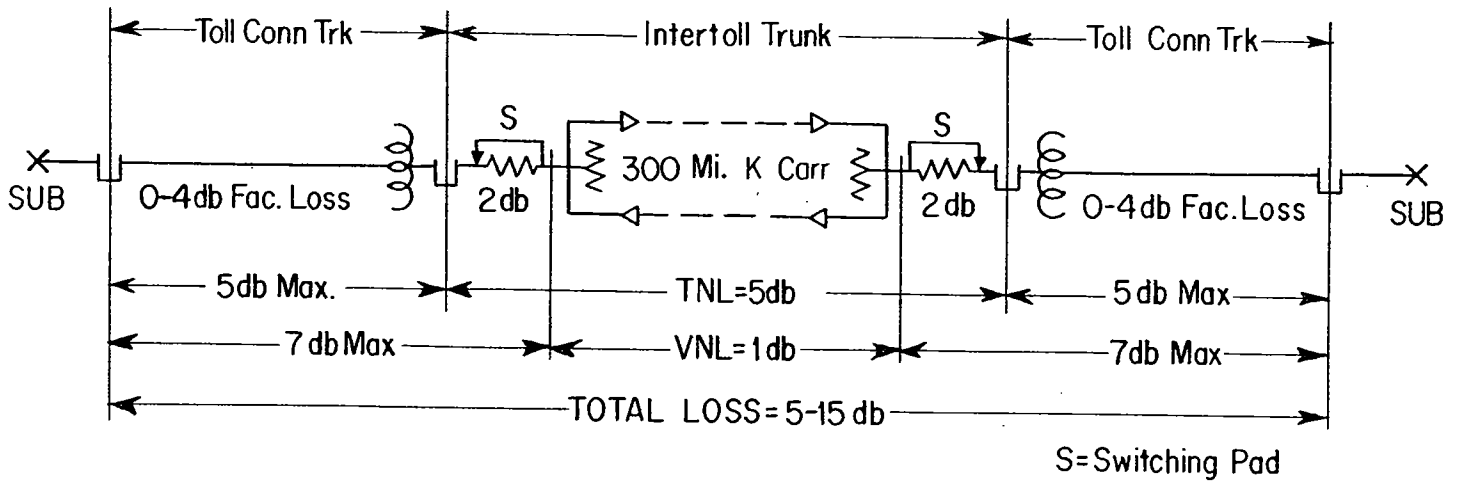 Toll Conn Trk Intertoll Trunk Toll Conn Trk
S S
300 Mi. K Carr
SUB 0-4db Fac. Loss 2db 2db 0-4db Fac.Loss SUB
5db Max. TNL=5db 5db Max
7db Max VNL=1db 7db Max
TOTAL LOSS=5-15db
S=Switching Pad